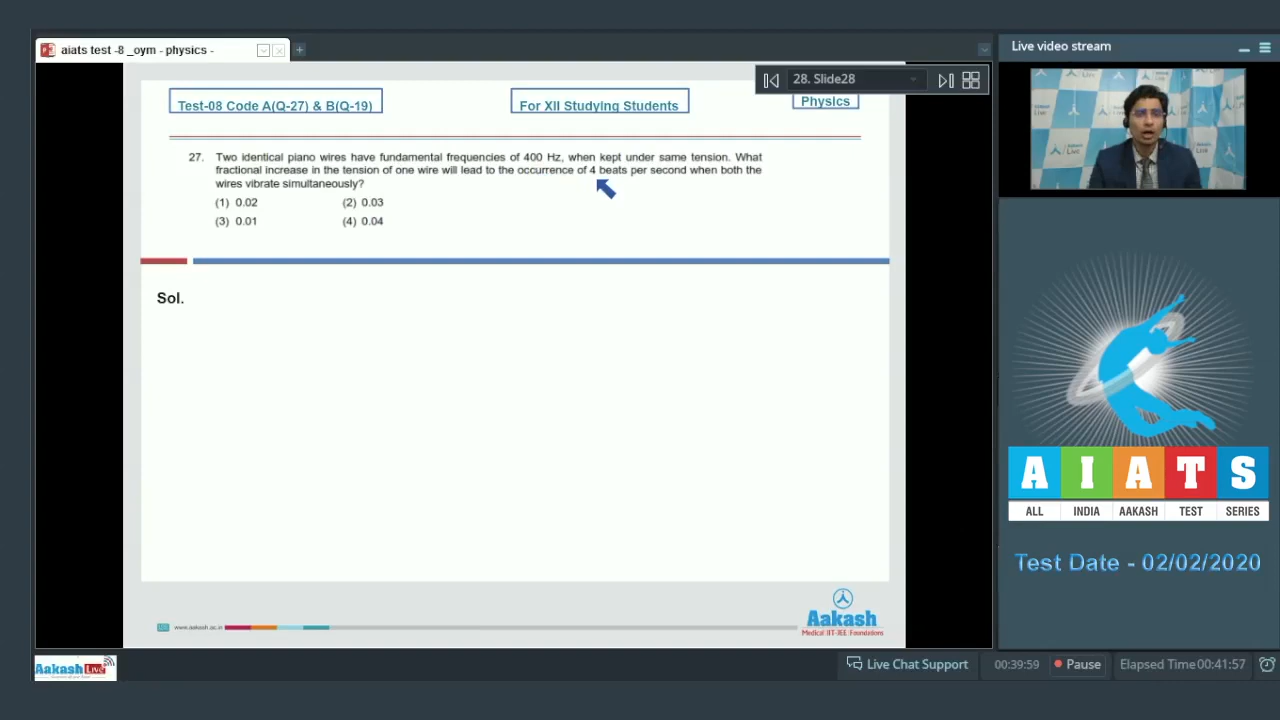 aiats test -8 _oym - physics -
Live video stream
28. Slide28
Test-08 Code A(Q-27) & B(Q-19)
For XII Studying Students
Physics
27. Two identical piano wires have fundamental frequencies of 400 Hz, when kept under same tension. What
fractional increase in the tension of one wire will lead to the occurrence of 4 beats per second when both the
wires vibrate simultaneously?
(1) 0.02 (2) 0.03
(3) 0.01 (4) 0.04
Sol.
A I A T S
ALL INDIA AAKASH TEST SERIES
Test Date - 02/02/2020
www.aakash.ac.in
Aakash
Medical IIT-JEE Foundations
Aakash Live
Live Chat Support
00:39:59
Pause
Elapsed Time 00:41:57